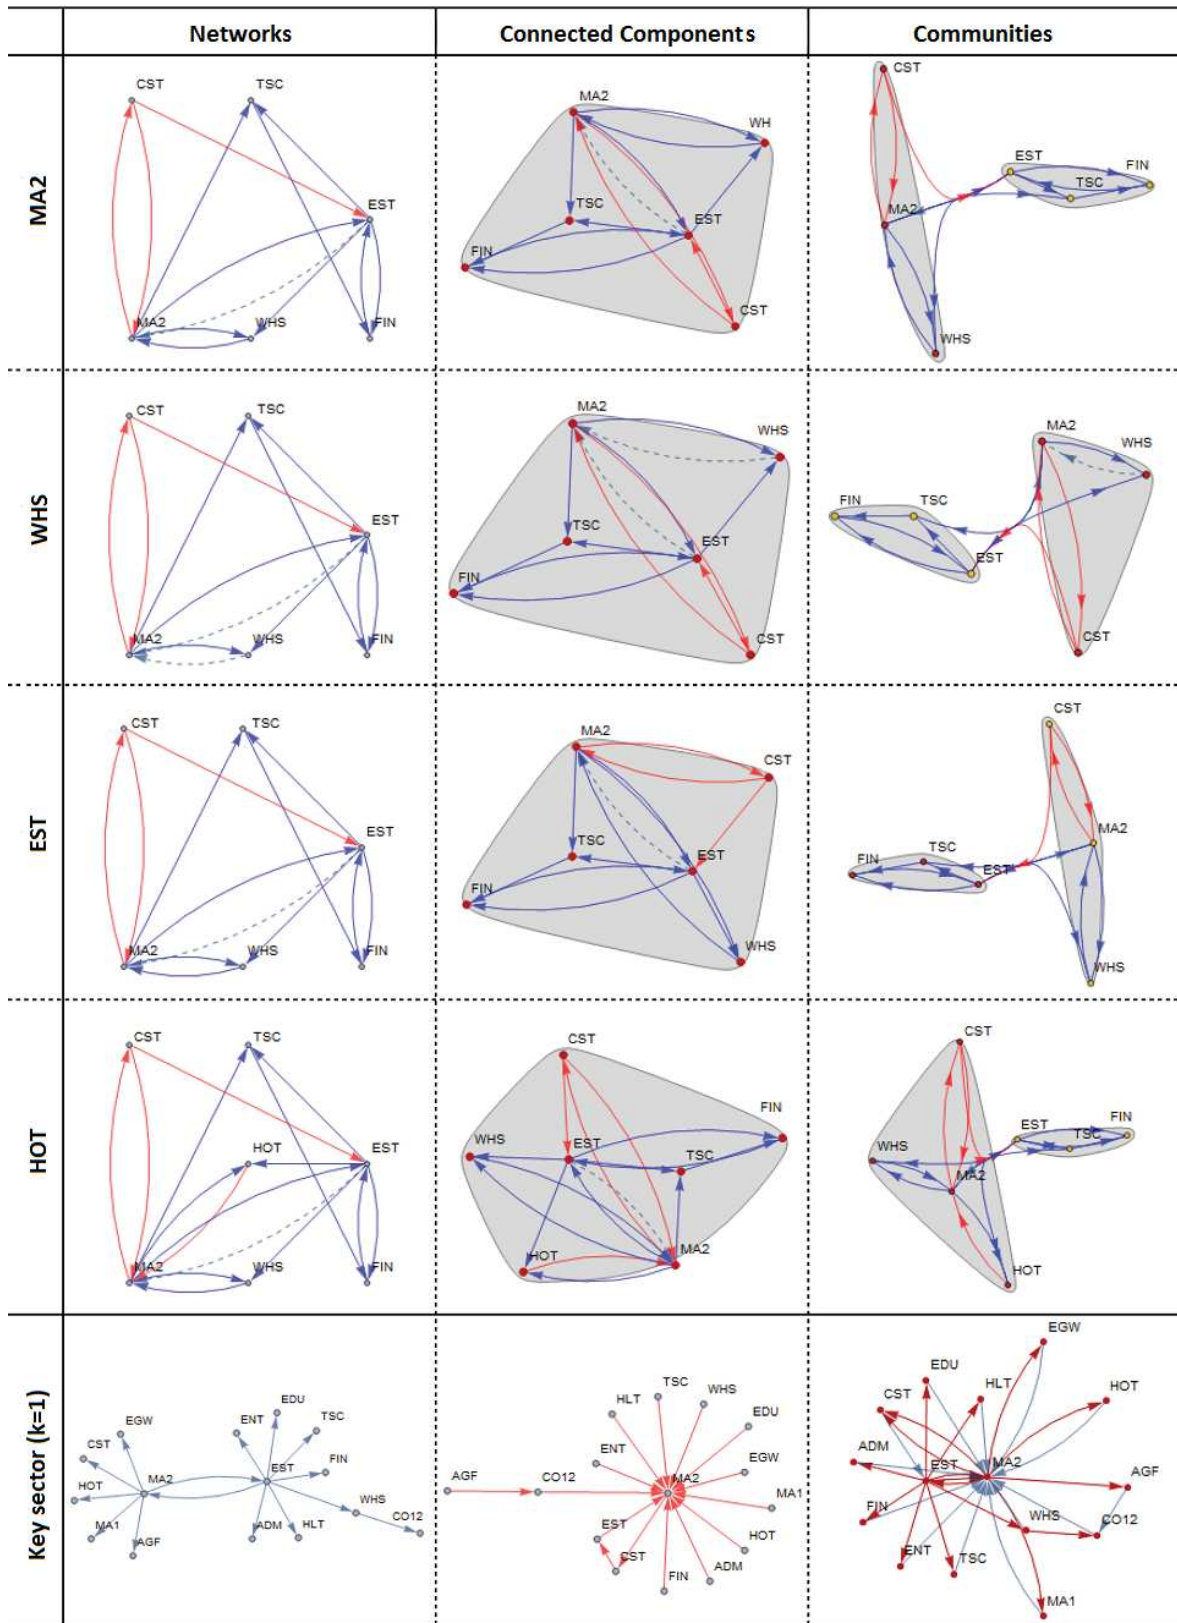 Networks
Connected Components
Communities
MA2
CST
TSC
EST
MA2
WHS
FIN
MA2
WH
TSC
EST
FIN
CST
CST
EST
FIN
TSC
MA2
WHS
WHS
CST
TSC
EST
MA2
WHS
FIN
MA2
WHS
TSC
EST
FIN
CST
MA2
WHS
FIN
TSC
EST
CST
EST
CST
TSC
EST
MA2
WHS
FIN
MA2
CST
TSC
EST
FIN
WHS
CST
MA2
TSC
FIN
EST
WHS
HOT
CST
TSC
HOT
EST
MA2
WHS
FIN
CST
FIN
WHS
EST
TSC
MA2
HOT
CST
FIN
EST
TSC
WHS
MA2
HOT
Key sector (k=1)
EDU
ENT
TSC
EGW
CST
EST
FIN
MA2
HOT
WHS
CO12
MA1
AGF
ADM
HLT
TSC
WHS
HLT
EDU
ENT
EGW
AGF
CO12
MA2
MA1
EST
HOT
CST
ADM
FIN
EGW
EDU
HLT
HOT
CST
ADM
EST
MA2
AGF
FIN
WHS
CO12
ENT
TSC
MA1